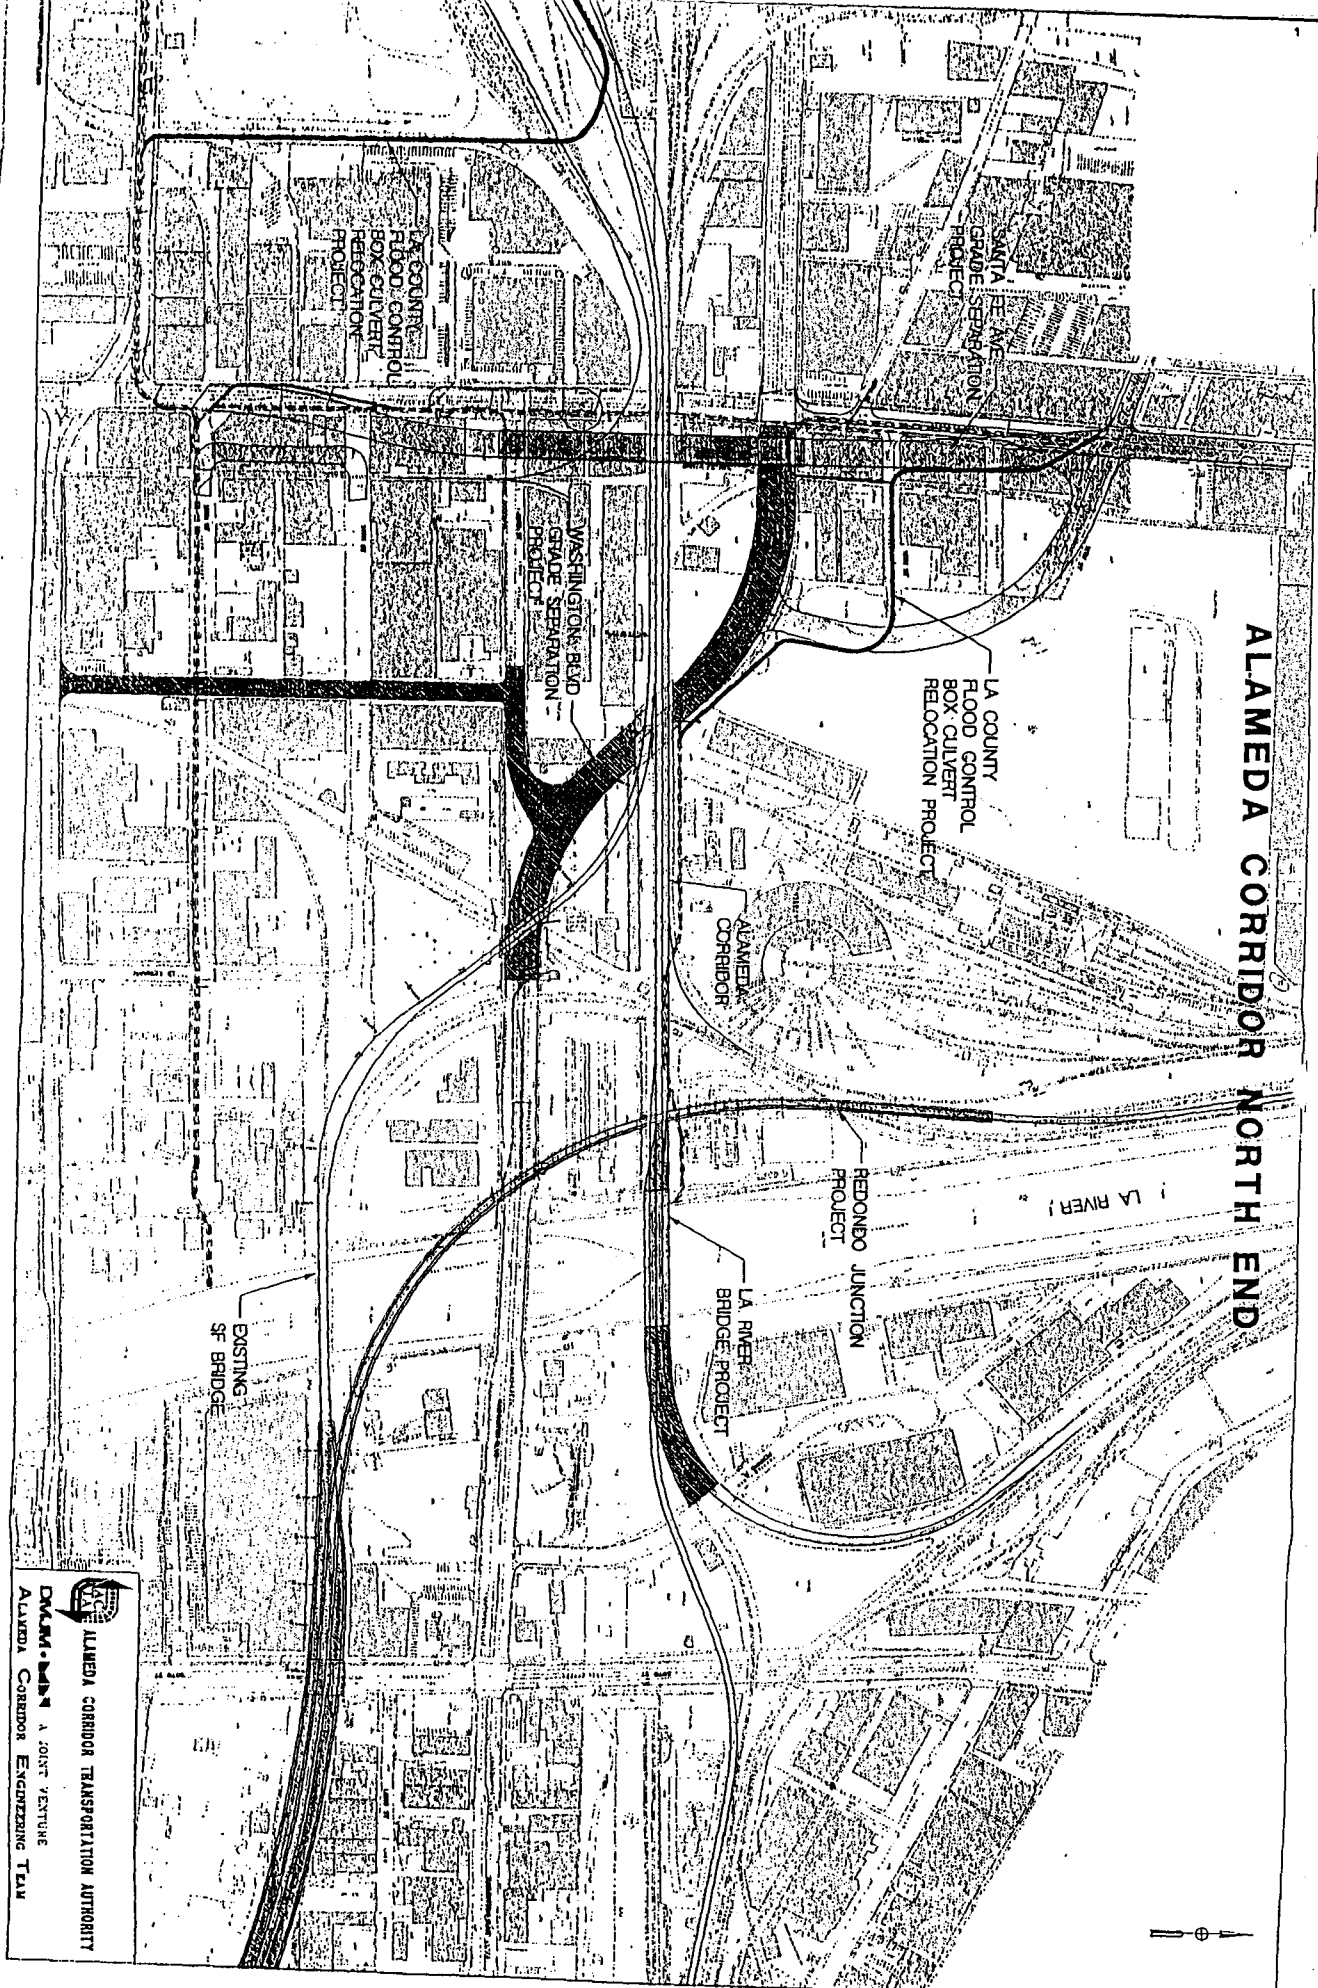 ALAMEDA CORRIDOR NORTH END
SANTA FE AVE
GRADE SEPARATION
PROJECT
LA COUNTY
FLOOD CONTROL
BOX CULVERT
RELOCATION PROJECT
LA RIVER
REDONDO JUNCTION
PROJECT
ALAMEDA
CORRIDOR
LA RIVER
BRIDGE PROJECT
WASHINGTON BLVD
GRADE SEPARATION
PROJECT
LA COUNTY
FLOOD CONTROL
BOX CULVERT
RELOCATION
PROJECT
EXISTING
SF BRIDGE
ALAMEDA CORRIDOR TRANSPORTATION AUTHORITY
A JOINT VENTURE
ALAMEDA CORRIDOR ENGINEERING TEAM